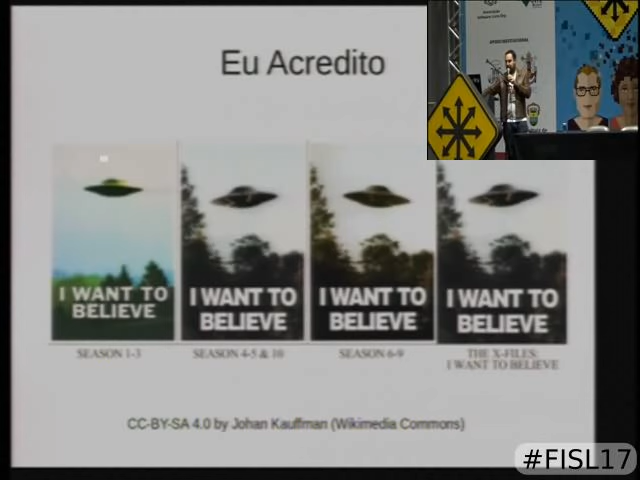 Eu Acredito
I WANT TO
BELIEVE
I WANT TO
BELIEVE
I WANT TO
BELIEVE
I WANT TO
BELIEVE
SEASON 1-3
SEASON 4-5 & 10
SEASON 6-9
THE X-FILES:
I WANT TO BELIEVE
CC-BY-SA 4.0 by Johan Kauffman (Wikimedia Commons)
#FISL17